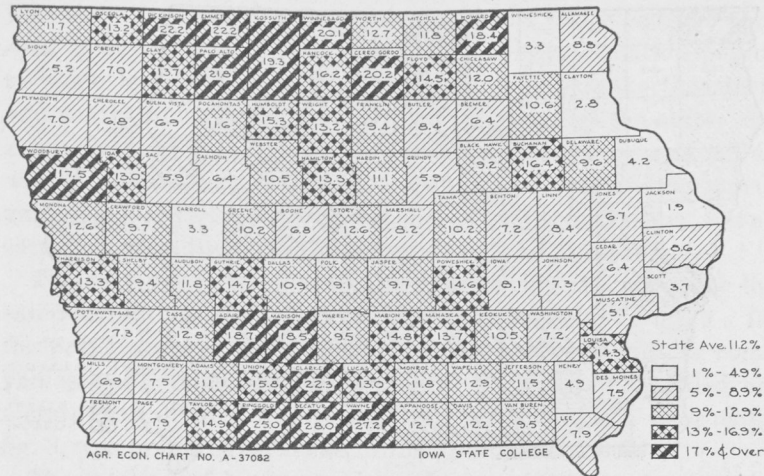 LYON OSCEOLA DICKINSON EMMET KOSSUTH WINNEBAGO WORTH MITCHELL HOWARD WINNESHIEK ALLAMAKEE
11.7 13.2 22.2 22.2 19.3 20.1 12.7 11.8 18.4 3.3 8.8
SIOUX O'BRIEN CLAY PALO ALTO HANCOCK CERRO GORDO FLOYD CHICKASAW
5.2 7.0 13.7 21.8 16.2 20.2 14.5 12.0
FAYETTE CLAYTON
10.6 2.8
PLYMOUTH CHEROKEE BUENA VISTA POCAHONTAS HUMBOLDT WRIGHT FRANKLIN BUTLER BREMER
7.0 6.8 6.9 11.6 15.3 13.2 9.4 8.4 6.4
WOODBURY IDA SAC CALHOUN WEBSTER HAMILTON HARDIN GRUNDY BLACK HAWK BUCHANAN DELAWARE DUBUQUE
17.5 13.0 5.9 6.4 10.5 13.3 11.1 5.9 9.2 16.4 9.6 4.2
MONONA CRAWFORD CARROLL GREENE BOONE STORY MARSHALL TAMA BENTON LINN JONES JACKSON
12.6 9.7 3.3 10.2 6.8 12.6 8.2 10.2 7.2 8.4 6.7 1.9
CLINTON
8.6
HARRISON SHELBY AUDUBON GUTHRIE DALLAS POLK JASPER POWESHIEK IOWA JOHNSON CEDAR SCOTT
13.3 9.4 11.8 14.7 10.9 9.1 9.7 14.6 8.1 7.3 6.4 3.7
MUSCATINE
5.1
POTTAWATTAMIE CASS ADAIR MADISON WARREN MARION MAHASKA KEOKUK WASHINGTON LOUISA
7.3 12.8 18.7 18.5 9.5 14.8 13.7 10.5 7.2 14.3
MILLS MONTGOMERY ADAMS UNION CLARKE LUCAS MONROE WAPELLO JEFFERSON HENRY DES MOINES
6.9 7.5 11.1 15.8 22.3 13.0 11.8 12.9 11.5 4.9 7.5
FREMONT PAGE TAYLOR RINGGOLD DECATUR WAYNE APPANOOSE DAVIS VAN BUREN LEE
7.7 7.9 14.9 25.0 28.0 27.2 12.7 12.2 9.5 7.9
State Ave. 11.2%
1% - 4.9%
5% - 8.9%
9% - 12.9%
13% - 16.9%
17% & Over
AGR. ECON. CHART NO. A-37082 IOWA STATE COLLEGE